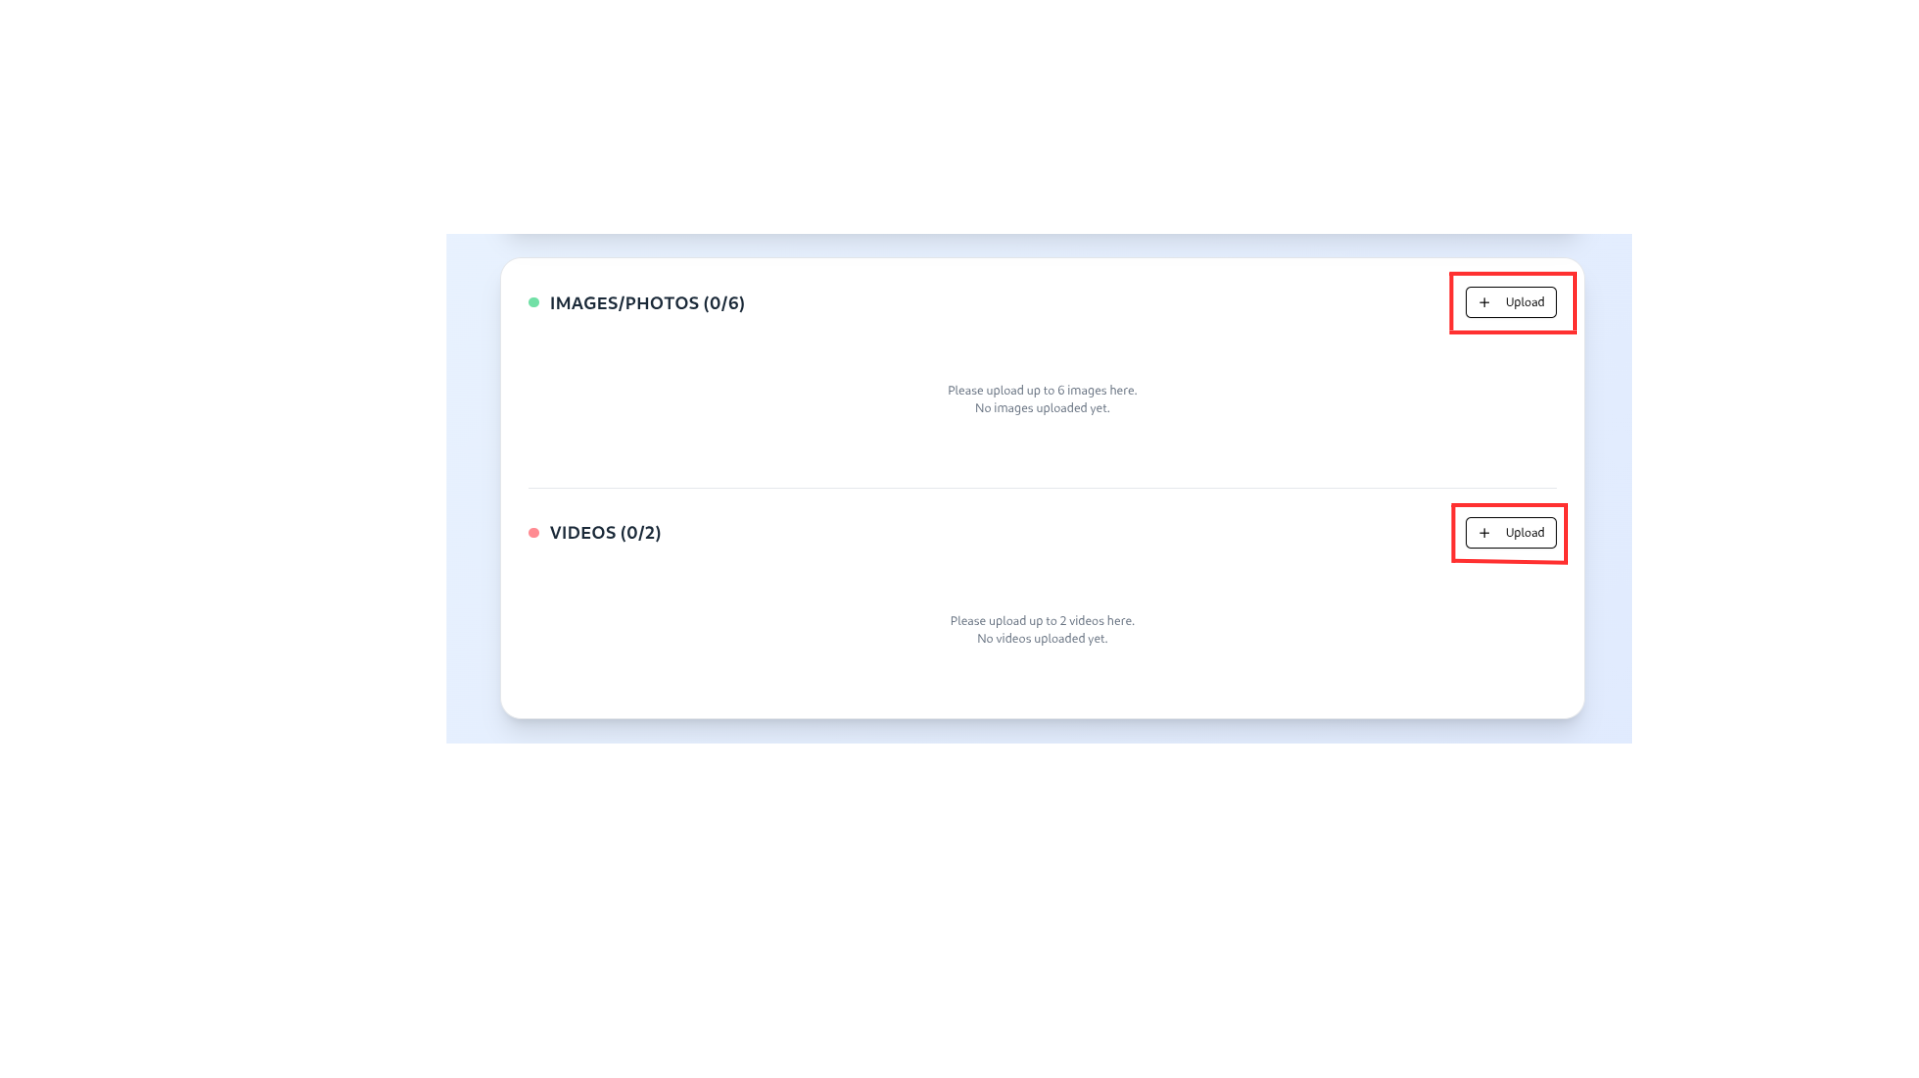 IMAGES/PHOTOS (0/6)
+ Upload
Please upload up to 6 images here.
No images uploaded yet.
VIDEOS (0/2)
+ Upload
Please upload up to 2 videos here.
No videos uploaded yet.